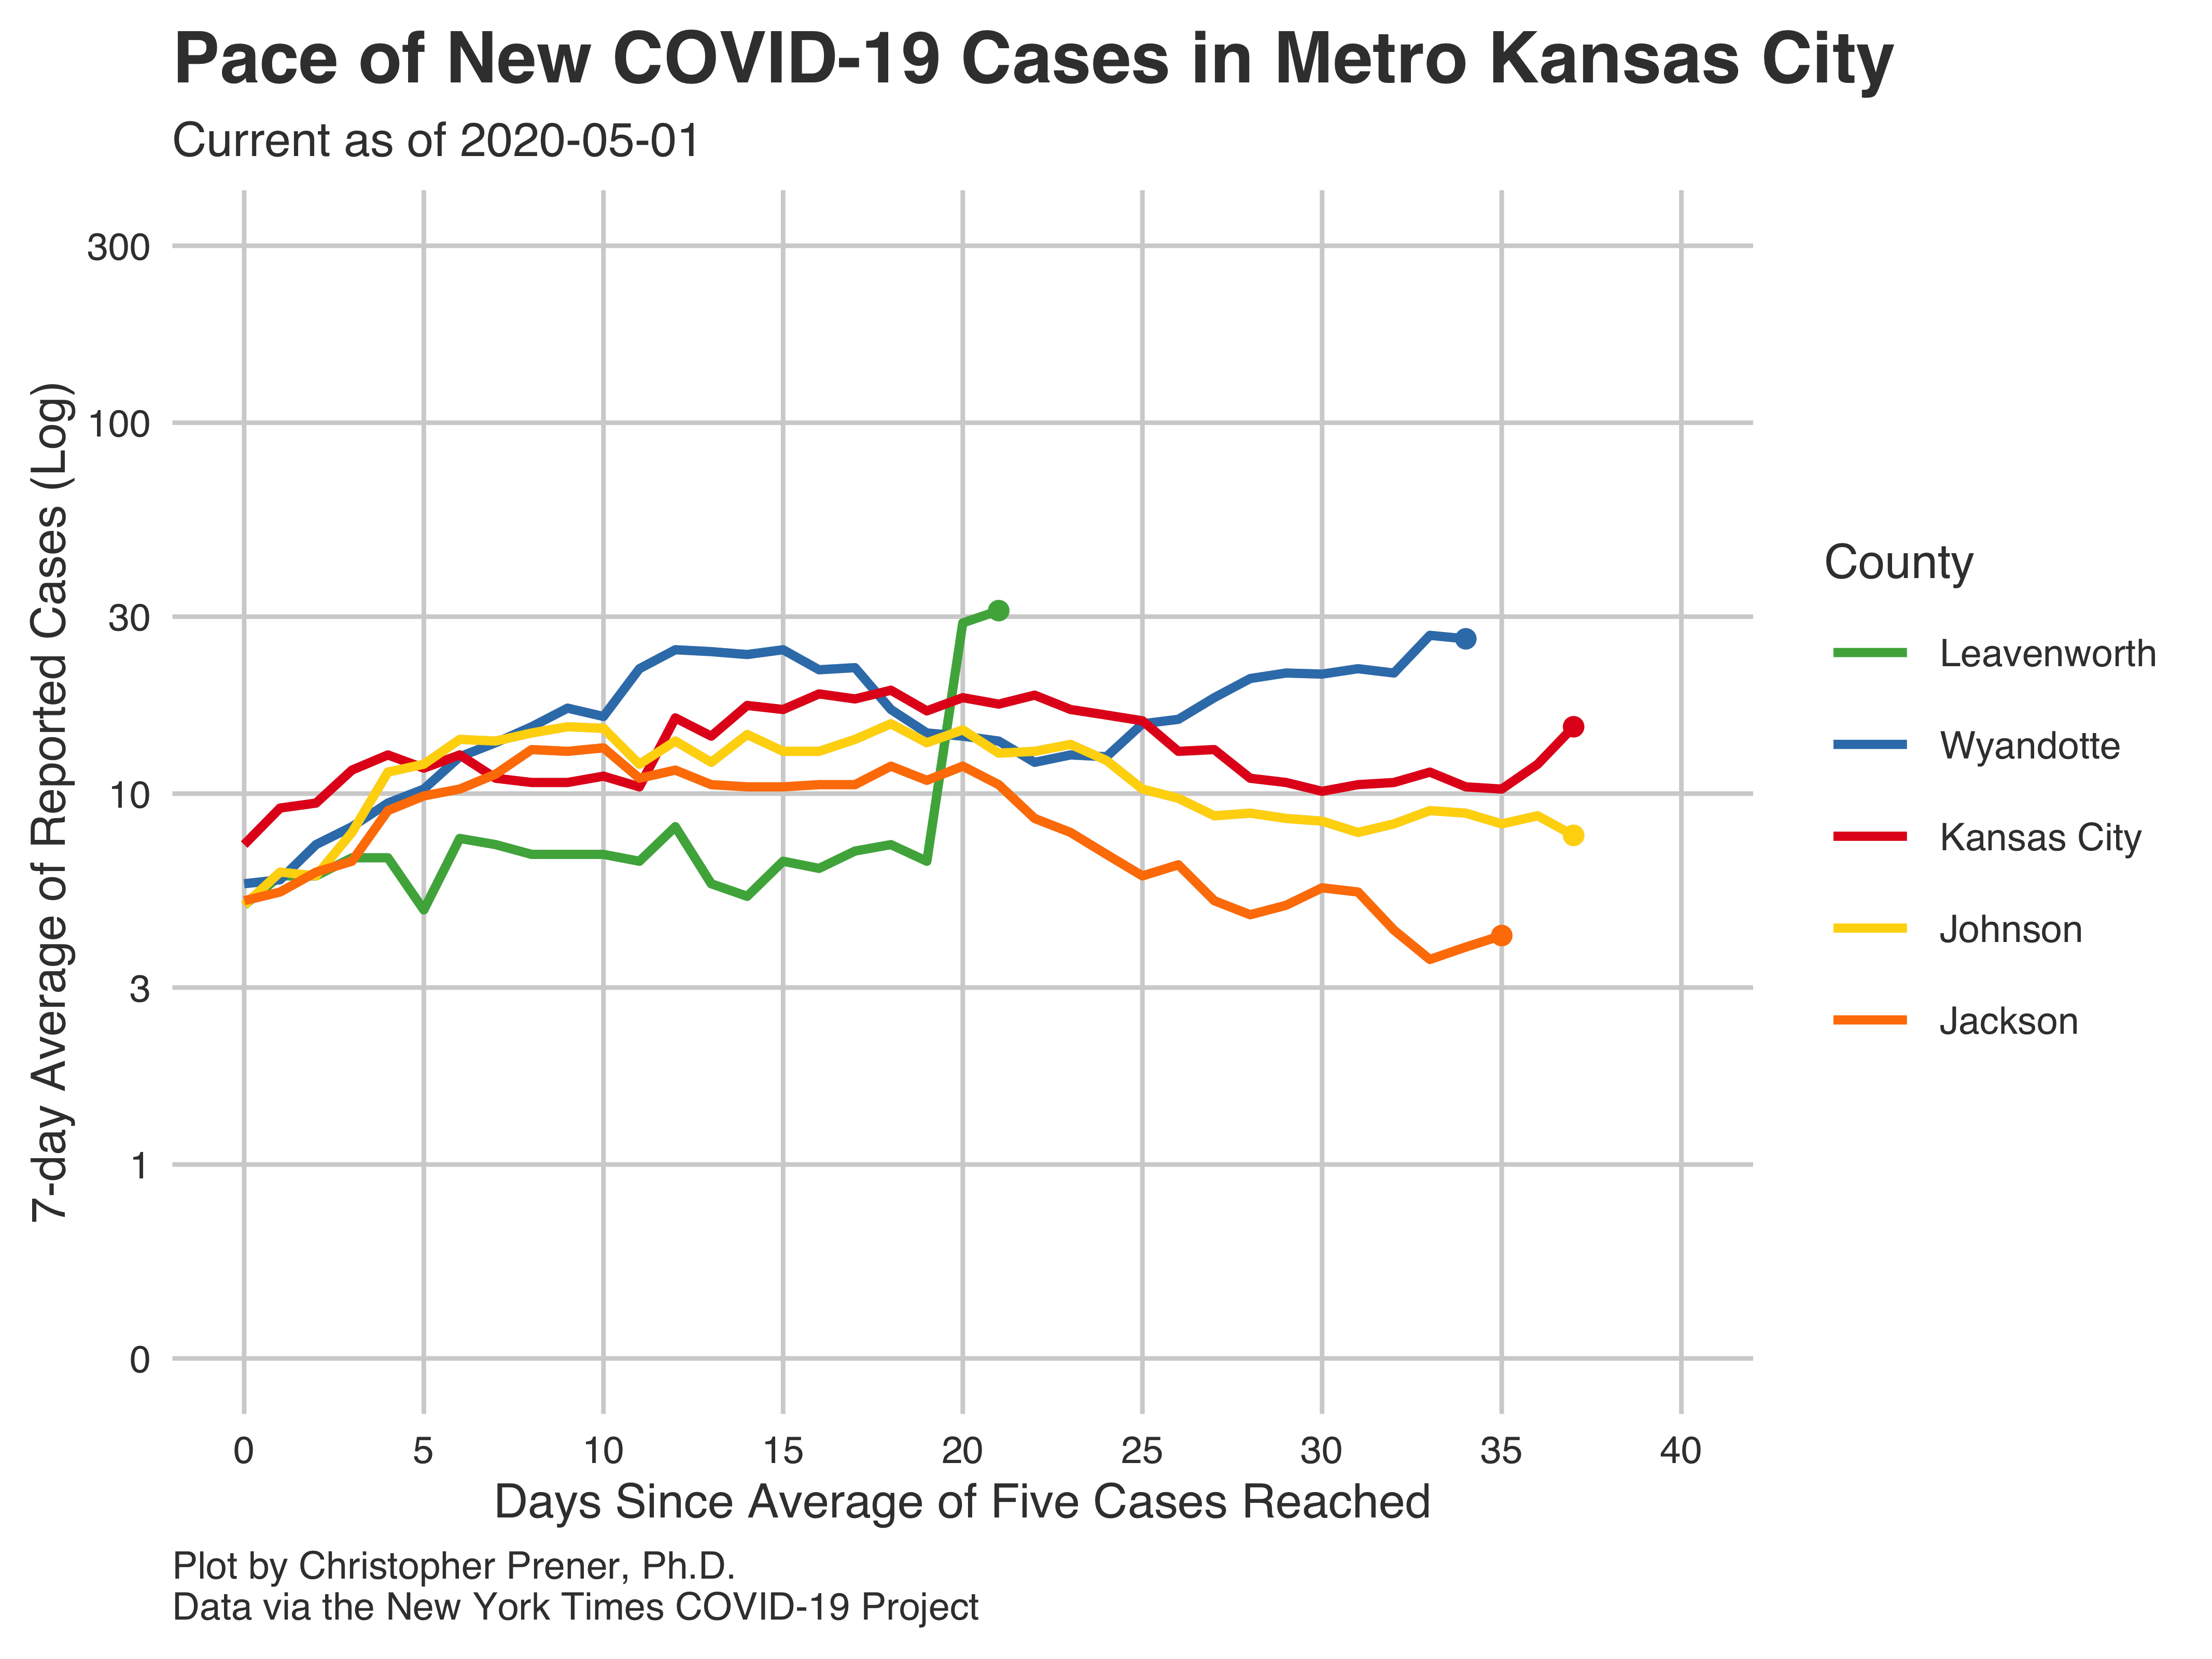 Pace of New COVID-19 Cases in Metro Kansas City
Current as of 2020-05-01
7-day Average of Reported Cases (Log)
300
100
30
10
3
1
0
0 5 10 15 20 25 30 35 40
Days Since Average of Five Cases Reached
County
Leavenworth
Wyandotte
Kansas City
Johnson
Jackson
Plot by Christopher Prener, Ph.D.
Data via the New York Times COVID-19 Project